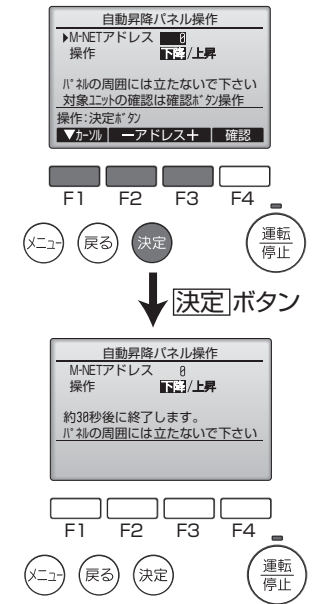 自動昇降パネル操作
▶M-NETアドレス 0
操作 下降/上昇
パネルの周囲には立たないで下さい
対象ユニットの確認は確認ボタン操作
操作:決定ボタン
▼カーソル －アドレス＋ 確認
F1 F2 F3 F4
メニュー 戻る 決定 運転
停止
決定ボタン
自動昇降パネル操作
M-NETアドレス 0
操作 下降/上昇
約30秒後に終了します。
パネルの周囲には立たないで下さい
F1 F2 F3 F4
メニュー 戻る 決定 運転
停止